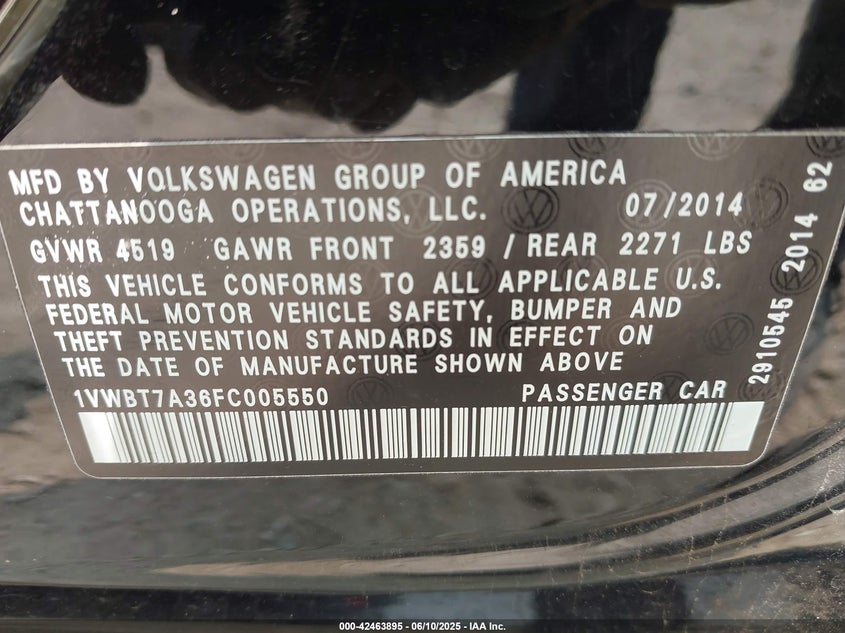 MFD BY VOLKSWAGEN GROUP OF AMERICA
CHATTANOOGA OPERATIONS, LLC. 07/2014
GVWR 4519 GAWR FRONT 2359 / REAR 2271 LBS
THIS VEHICLE CONFORMS TO ALL APPLICABLE U.S.
FEDERAL MOTOR VEHICLE SAFETY, BUMPER AND
THEFT PREVENTION STANDARDS IN EFFECT ON
THE DATE OF MANUFACTURE SHOWN ABOVE
1VWBT7A36FC005550 PASSENGER CAR
2910545 2014 62
000-42463895 - 06/10/2025 - IAA Inc.